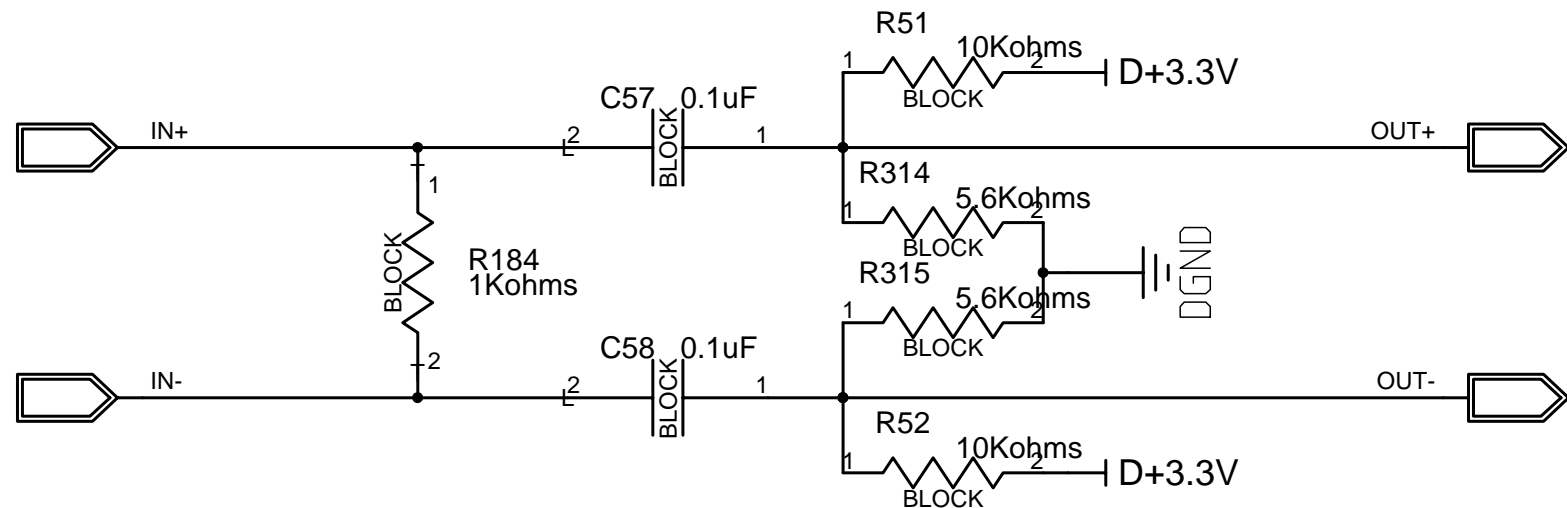 R51
10Kohms
1
2
D+3.3V
BLOCK
C57
0.1uF
IN+
2
BLOCK
1
OUT+
R314
5.6Kohms
1
1
2
BLOCK
BLOCK
R184
1Kohms
R315
5.6Kohms
DGND
1
2
BLOCK
C58
0.1uF
2
IN-
2
BLOCK
1
OUT-
R52
10Kohms
1
2
D+3.3V
BLOCK